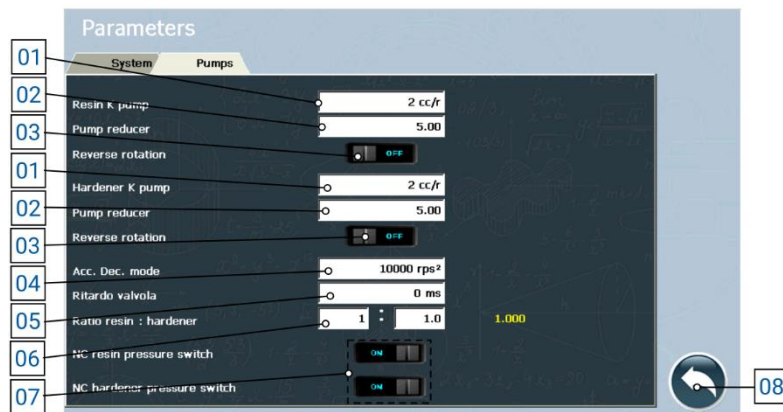 Parameters
System Pumps
01
Resin K pump 2 cc/r
02
Pump reducer 5.00
03
Reverse rotation OFF
01
Hardener K pump 2 cc/r
02
Pump reducer 5.00
03
Reverse rotation OFF
04
Acc. Dec. mode 10000 rps²
05
Ritardo valvola 0 ms
06
Ratio resin : hardener 1 : 1.0 1.000
07
NC resin pressure switch ON
NC hardener pressure switch ON
08